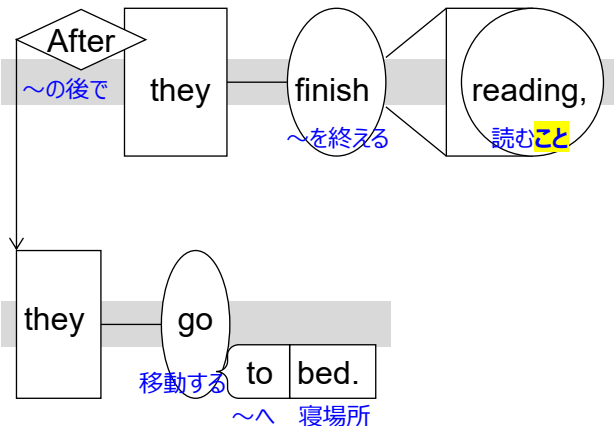 After they finish reading,
～の後で ～を終える 読むこと
they go to bed.
移動する ～へ 寝場所